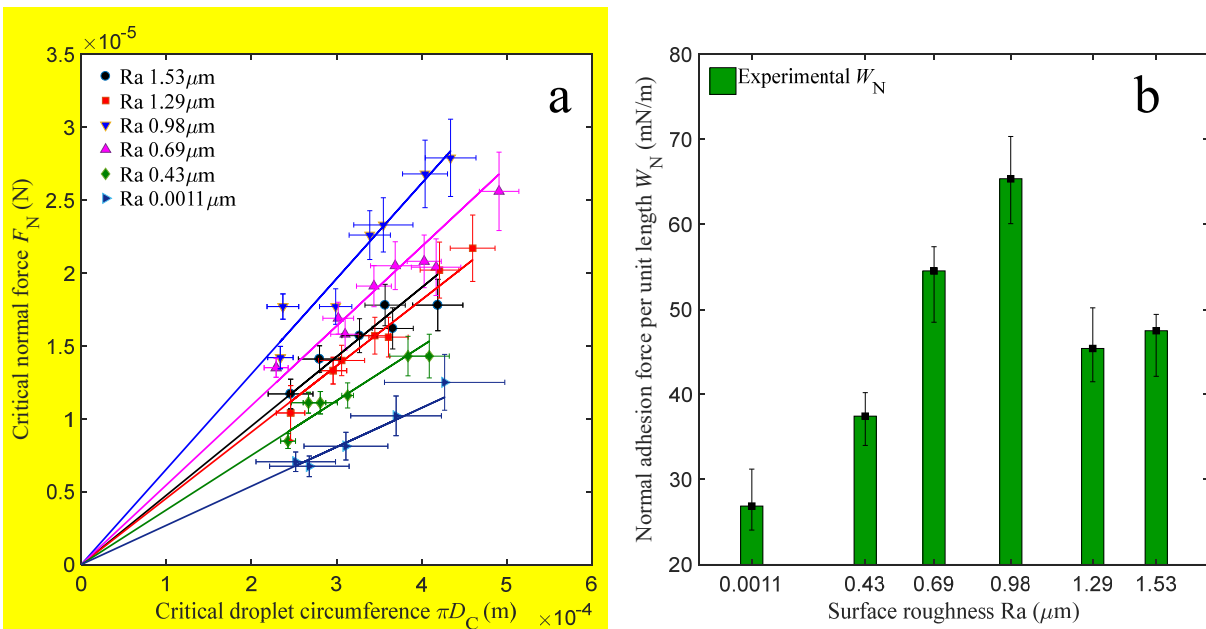 ×10⁻⁵
3.5
3
2.5
2
1.5
1
0.5
0
Critical normal force F_N (N)
Ra 1.53μm
Ra 1.29μm
Ra 0.98μm
Ra 0.69μm
Ra 0.43μm
Ra 0.0011μm
a
0 1 2 3 4 5 6
Critical droplet circumference πD_C (m)
×10⁻⁴
80
70
60
50
40
30
20
Normal adhesion force per unit length W_N (mN/m)
Experimental W_N
b
0.0011 0.43 0.69 0.98 1.29 1.53
Surface roughness Ra (μm)